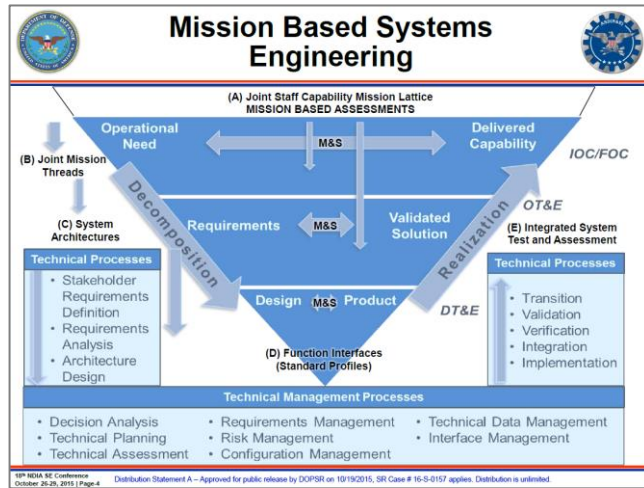 Mission Based Systems
Engineering
(A) Joint Staff Capability Mission Lattice
MISSION BASED ASSESSMENTS
Operational
Need
M&S
Delivered
Capability
IOC/FOC
(B) Joint Mission
Threads
Decomposition
(C) System
Architectures
Requirements
M&S
Validated
Solution
Realization
OT&E
(E) Integrated System
Test and Assessment
Technical Processes
• Stakeholder
Requirements
Definition
• Requirements
Analysis
• Architecture
Design
Design
M&S
Product
DT&E
(D) Function Interfaces
(Standard Profiles)
Technical Processes
• Transition
• Validation
• Verification
• Integration
• Implementation
Technical Management Processes
• Decision Analysis
• Technical Planning
• Technical Assessment
• Requirements Management
• Risk Management
• Configuration Management
• Technical Data Management
• Interface Management
18th NDIA SE Conference
October 26-29, 2015 | Page-4
Distribution Statement A – Approved for public release by DOPSR on 10/19/2015, SR Case # 16-S-0157 applies. Distribution is unlimited.